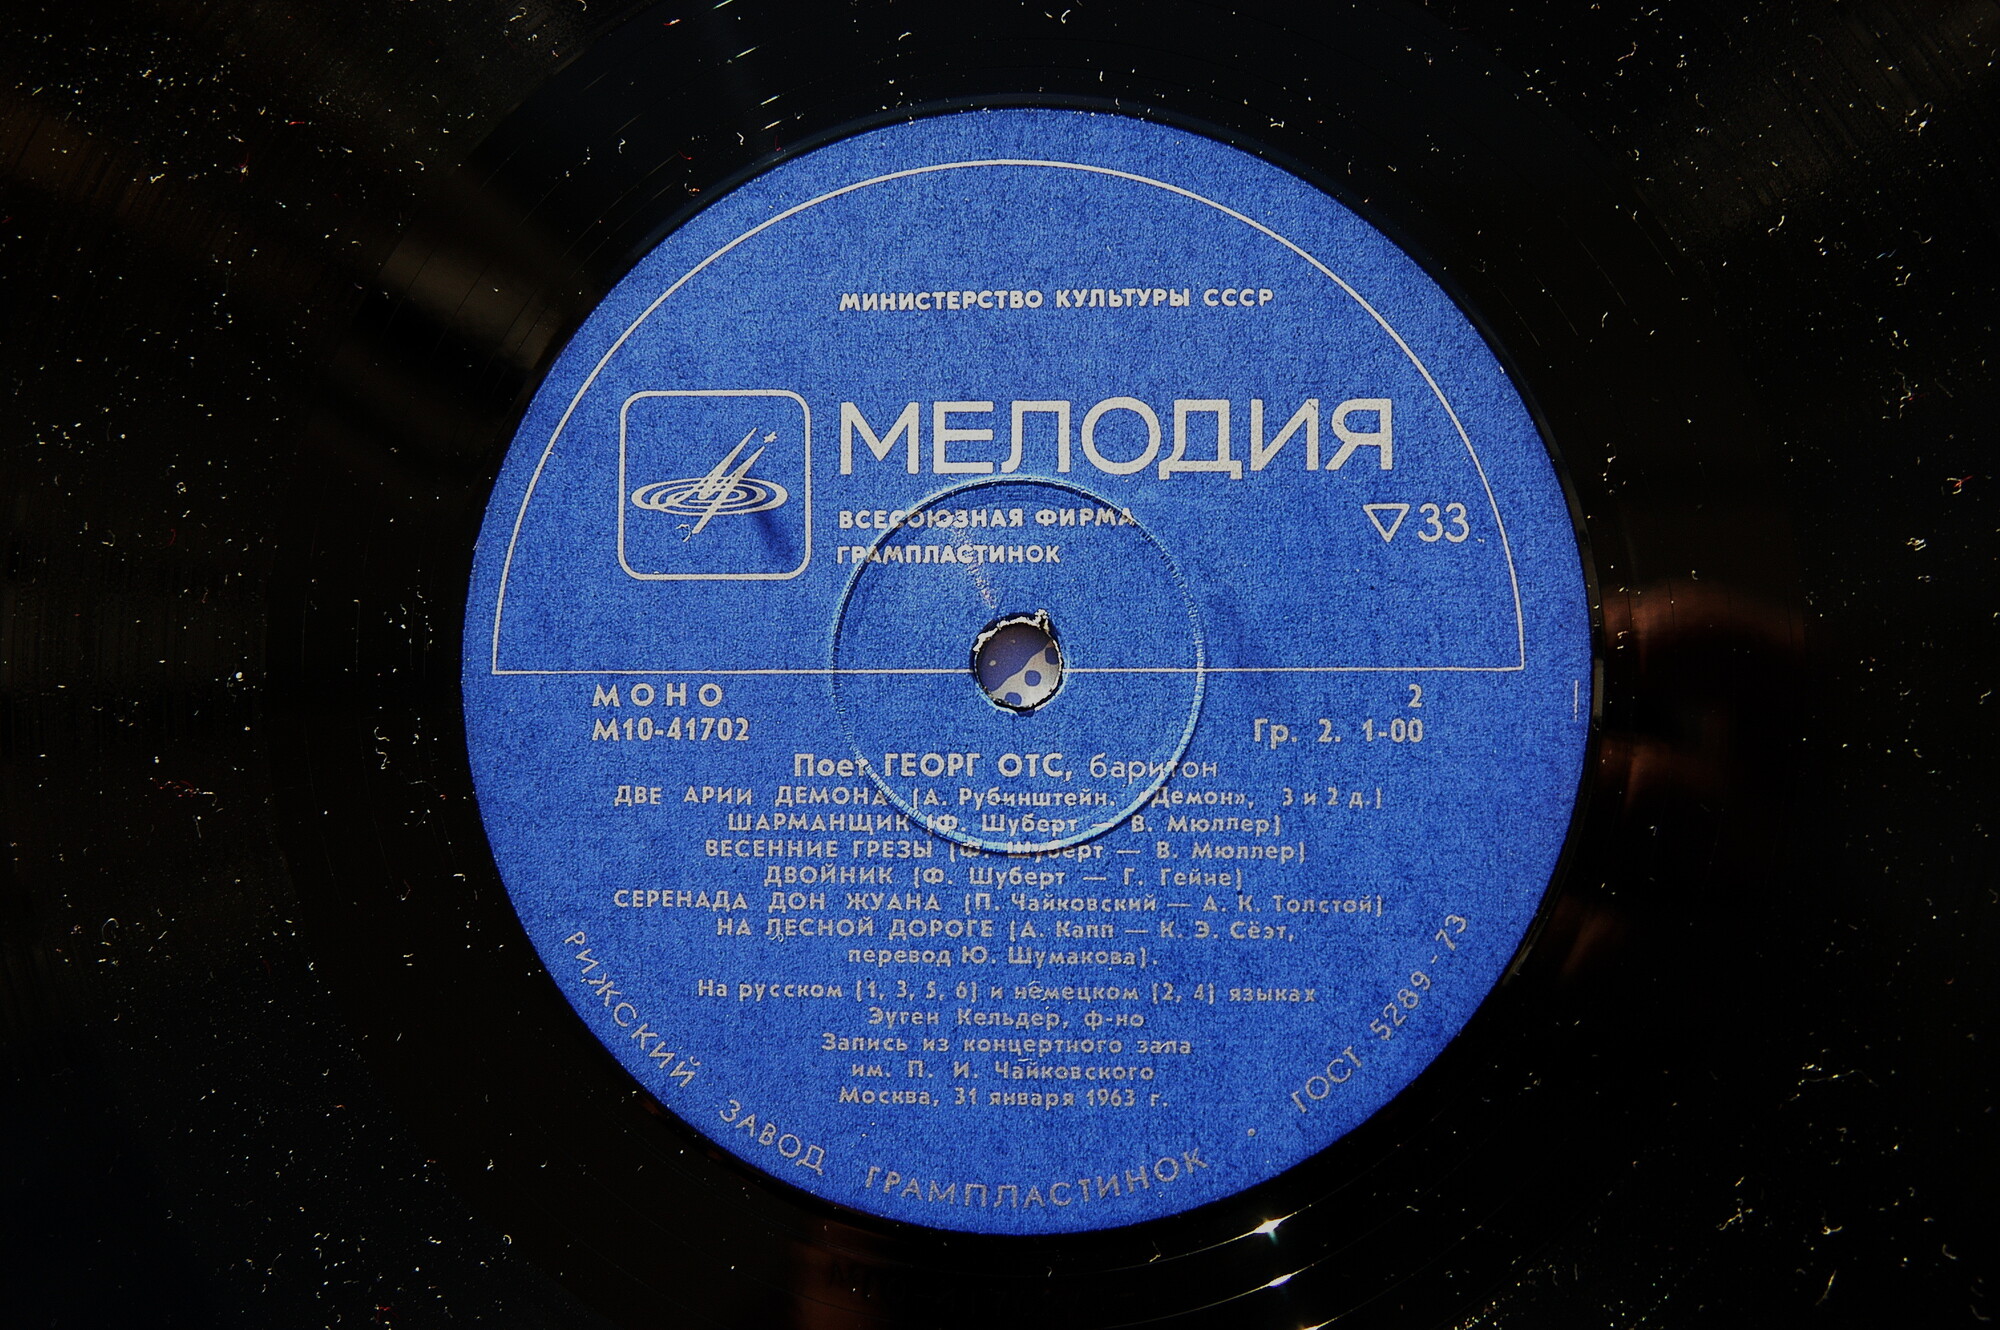 МИНИСТЕРСТВО КУЛЬТУРЫ СССР
МЕЛОДИЯ
ВСЕСОЮЗНАЯ ФИРМА
ГРАМПЛАСТИНОК
▽33
МОНО
2
М10-41702
Гр. 2. 1-00
Поет ГЕОРГ ОТС, баритон
ДВЕ АРИИ ДЕМОНА (А. Рубинштейн. «Демон», 3 и 2 д.)
ШАРМАНЩИК (Ф. Шуберт — В. Мюллер)
ВЕСЕННИЕ ГРЕЗЫ (Ф. Шуберт — В. Мюллер)
ДВОЙНИК (Ф. Шуберт — Г. Гейне)
СЕРЕНАДА ДОН ЖУАНА (П. Чайковский — А. К. Толстой)
НА ЛЕСНОЙ ДОРОГЕ (А. Капп — К. Э. Сеэт,
перевод Ю. Шумакова).
На русском (1, 3, 5, 6) и немецком (2, 4) языках
Эуген Кельдер, ф-но
Запись из концертного зала
им. П. И. Чайковского
Москва, 31 января 1963 г.
РИЖСКИЙ ЗАВОД ГРАМПЛАСТИНОК · ГОСТ 5289-73